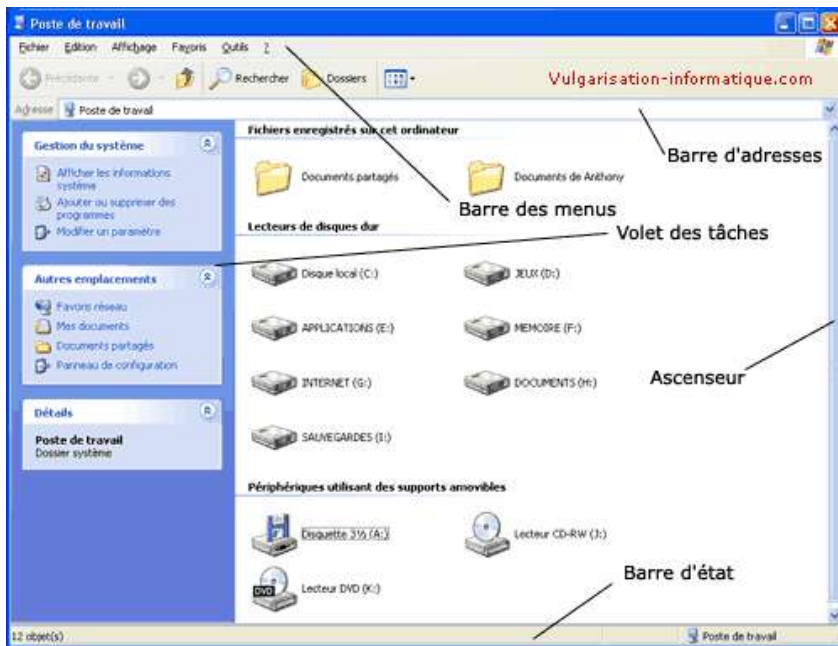 Poste de travail
Fichier Edition Affichage Favoris Outils ?
Précédente Rechercher Dossiers Vulgarisation-informatique.com
Adresse Poste de travail
Gestion du système
Afficher les informations
système
Ajouter ou supprimer des
programmes
Modifier un paramètre
Autres emplacements
Favoris réseau
Mes documents
Documents partagés
Panneau de configuration
Détails
Poste de travail
Dossier système
Fichiers enregistrés sur cet ordinateur
Barre d'adresses
Documents partagés Documents de Anthony
Barre des menus
Lecteurs de disques dur
Volet des tâches
Disque local (C:) JEUX (D:)
APPLICATIONS (E:) MEMOIRE (F:)
Ascenseur
INTERNET (G:) DOCUMENTS (H:)
SAUVEGARDES (I:)
Périphériques utilisant des supports amovibles
Disquette 3½ (A:) Lecteur CD-RW (J:)
Barre d'état
DVD Lecteur DVD (K:)
12 objet(s) Poste de travail